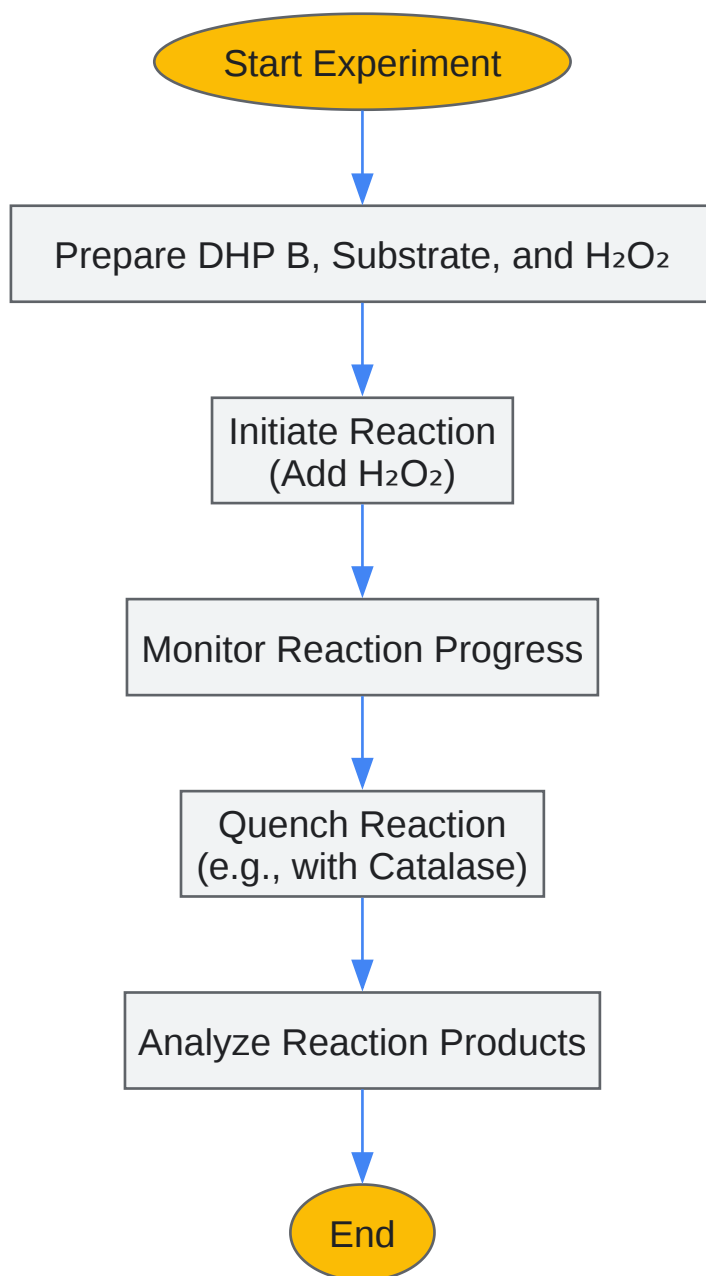 Start Experiment
Prepare DHP B, Substrate, and H₂O₂
Initiate Reaction
(Add H₂O₂)
Monitor Reaction Progress
Quench Reaction
(e.g., with Catalase)
Analyze Reaction Products
End